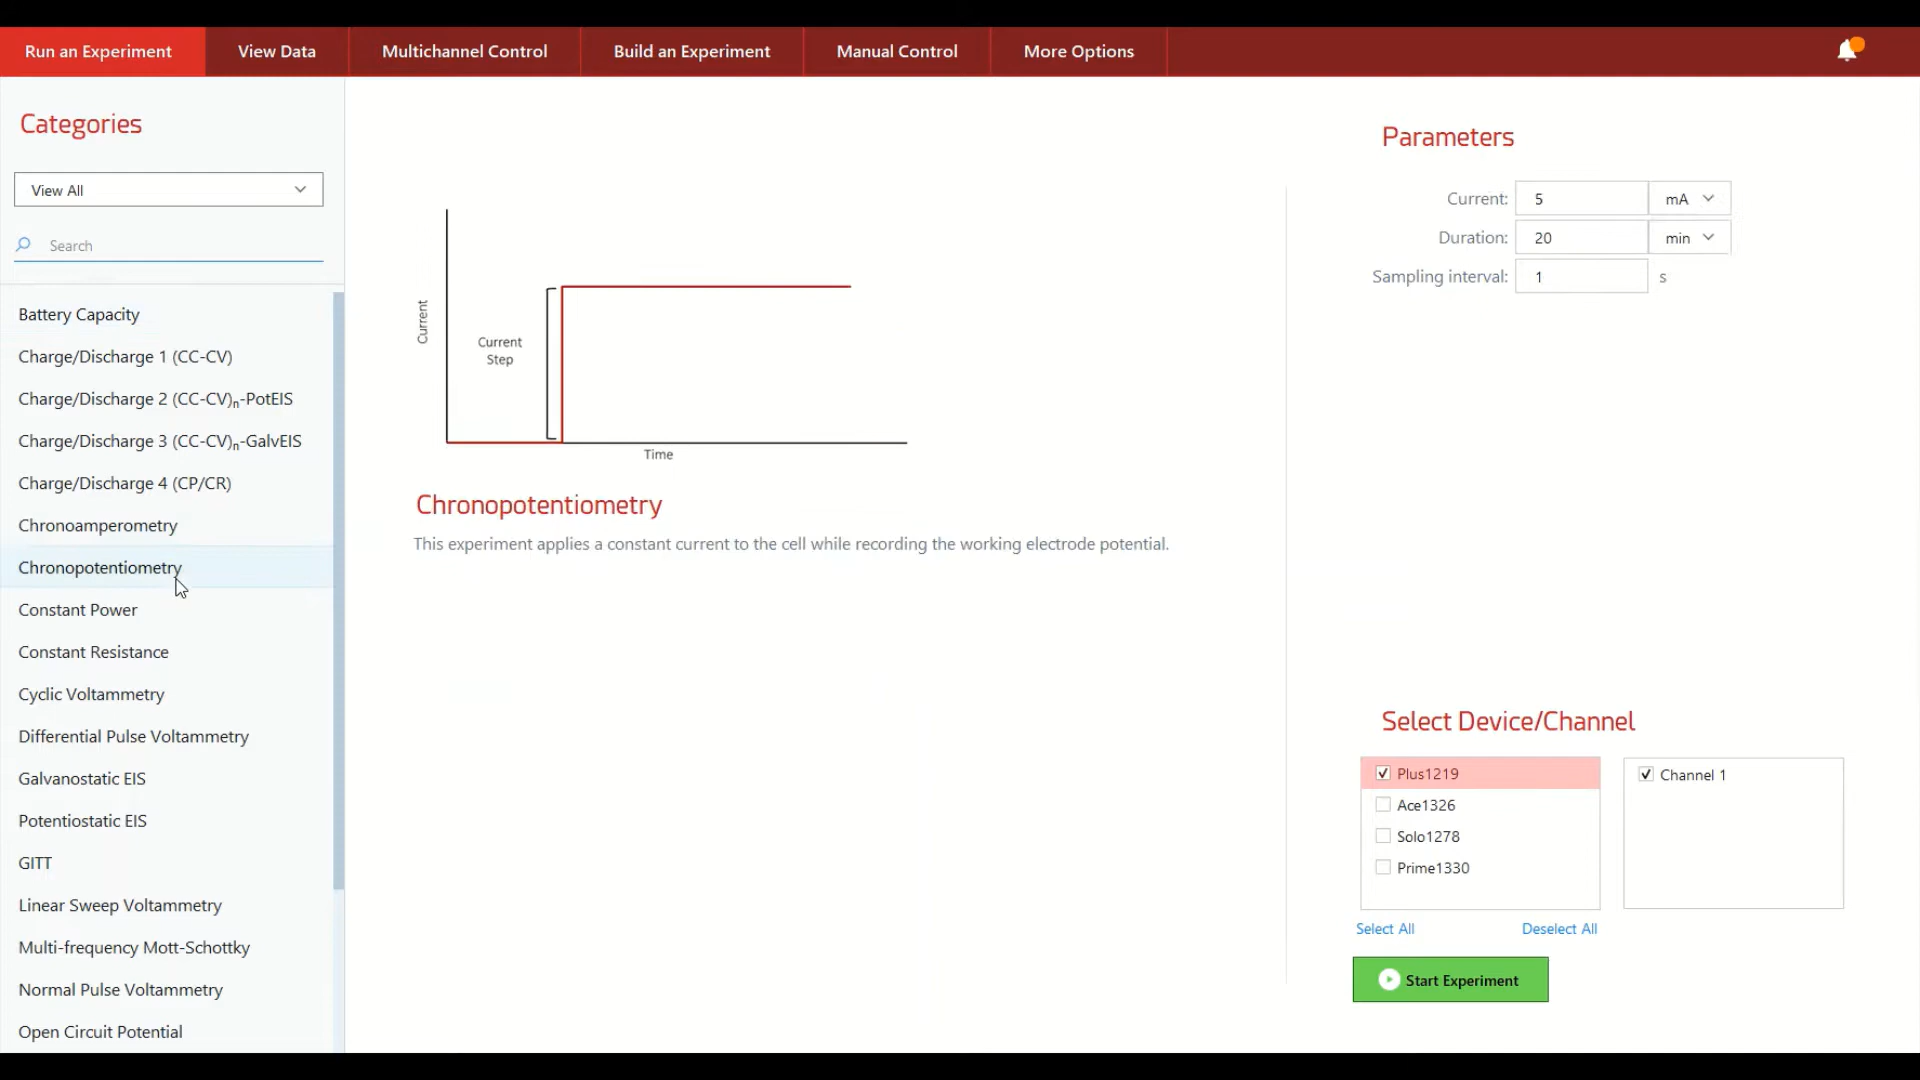 Run an Experiment
View Data
Multichannel Control
Build an Experiment
Manual Control
More Options
Categories
View All
Search
Battery Capacity
Charge/Discharge 1 (CC-CV)
Charge/Discharge 2 (CC-CV)n-PotEIS
Charge/Discharge 3 (CC-CV)n-GalvEIS
Charge/Discharge 4 (CP/CR)
Chronoamperometry
Chronopotentiometry
Constant Power
Constant Resistance
Cyclic Voltammetry
Differential Pulse Voltammetry
Galvanostatic EIS
Potentiostatic EIS
GITT
Linear Sweep Voltammetry
Multi-frequency Mott-Schottky
Normal Pulse Voltammetry
Open Circuit Potential
Current
Current
Step
Time
Chronopotentiometry
This experiment applies a constant current to the cell while recording the working electrode potential.
Parameters
Current: 5 mA
Duration: 20 min
Sampling interval: 1 s
Select Device/Channel
Plus1219
Ace1326
Solo1278
Prime1330
Channel 1
Select All
Deselect All
Start Experiment